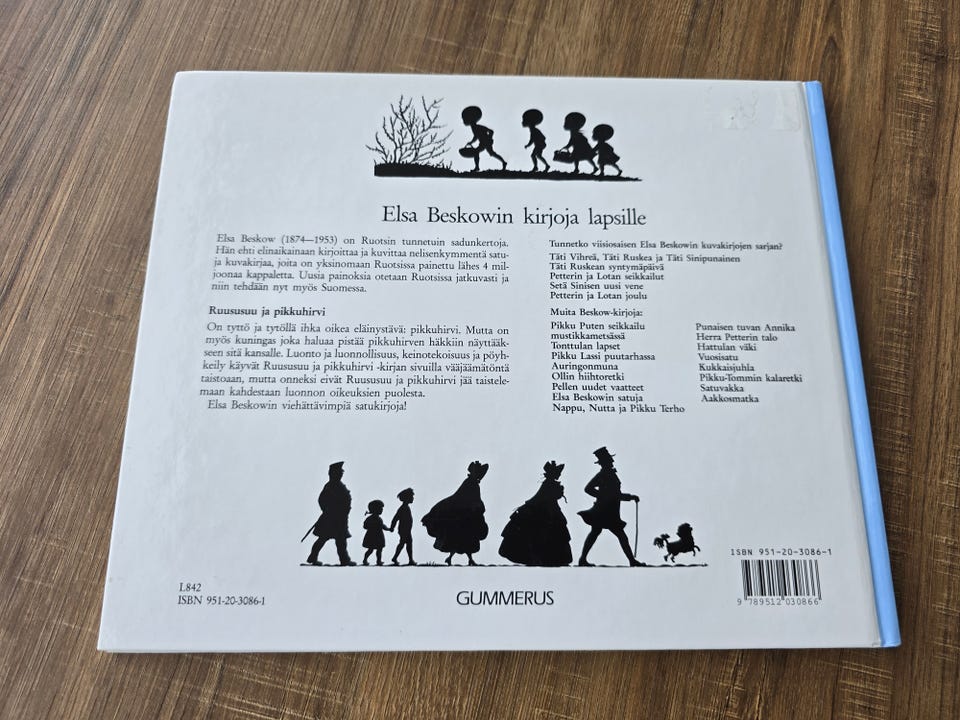 Elsa Beskowin kirjoja lapsille
Elsa Beskow (1874—1953) on Ruotsin tunnetuin sadunkertoja.
Hän ehti elinaikanaan kirjoittaa ja kuvittaa nelisenkymmentä satu-
ja kuvakirjaa, joita on yksinomaan Ruotsissa painettu lähes 4 mil-
joonaa kappaletta. Uusia painoksia otetaan Ruotsissa jatkuvasti ja
niin tehdään nyt myös Suomessa.
Ruususuu ja pikkuhirvi
On tyttö ja tytöllä ihka oikea eläinystävä: pikkuhirvi. Mutta on
myös kuningas joka haluaa pistää pikkuhirven häkkiin näyttääk-
seen sitä kansalle. Luonto ja luonnollisuus, keinotekoisuus ja pöyh-
keily käyvät Ruususuu ja pikkuhirvi -kirjan sivuilla vääjäämätöntä
taistoaan, mutta onneksi eivät Ruususuu ja pikkuhirvi jää taistele-
maan kahdestaan luonnon oikeuksien puolesta.
Elsa Beskowin viehättävimpiä satukirjoja!
Tunnetko viisiosaisen Elsa Beskowin kuvakirjojen sarjan?
Täti Vihreä, Täti Ruskea ja Täti Sinipunainen
Täti Ruskean syntymäpäivä
Petterin ja Lotan seikkailut
Setä Sinisen uusi vene
Petterin ja Lotan joulu
Muita Beskow-kirjoja:
Pikku Puten seikkailu
mustikkametsässä
Tonttulan lapset
Pikku Lassi puutarhassa
Auringonmuna
Ollin hiihtoretki
Pellen uudet vaatteet
Elsa Beskowin satuja
Nappu, Nutta ja Pikku Terho
Punaisen tuvan Annika
Herra Petterin talo
Hattulan väki
Vuosisatu
Kukkaisjuhla
Pikku-Tommin kalaretki
Satuvakka
Aakkosmatka
L842
ISBN 951-20-3086-1
GUMMERUS
ISBN 951-20-3086-1
9 789512 030866